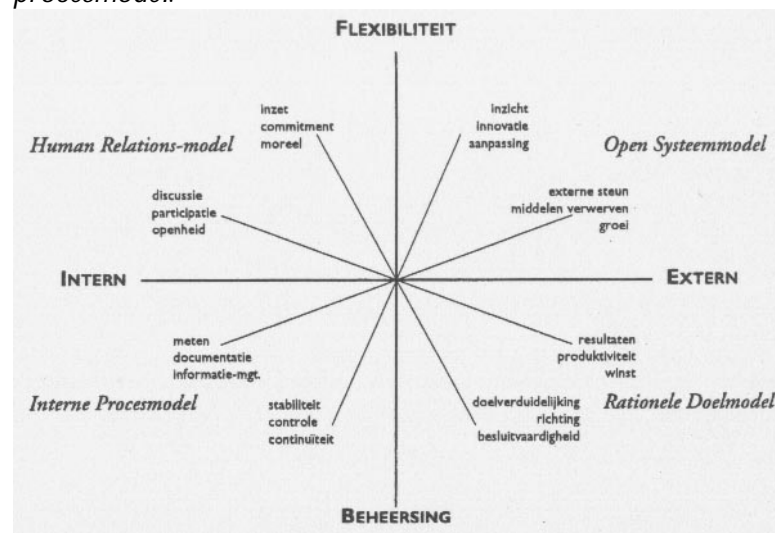 procesmodel.
FLEXIBILITEIT
inzet
commitment
moreel
inzicht
innovatie
aanpassing
Human Relations-model
Open Systeemmodel
discussie
participatie
openheid
externe steun
middelen verwerven
groei
INTERN
EXTERN
meten
documentatie
informatie-mgt.
resultaten
produktiviteit
winst
Interne Procesmodel
stabiliteit
controle
continuïteit
doelverduidelijking
richting
besluitvaardigheid
Rationele Doelmodel
BEHEERSING